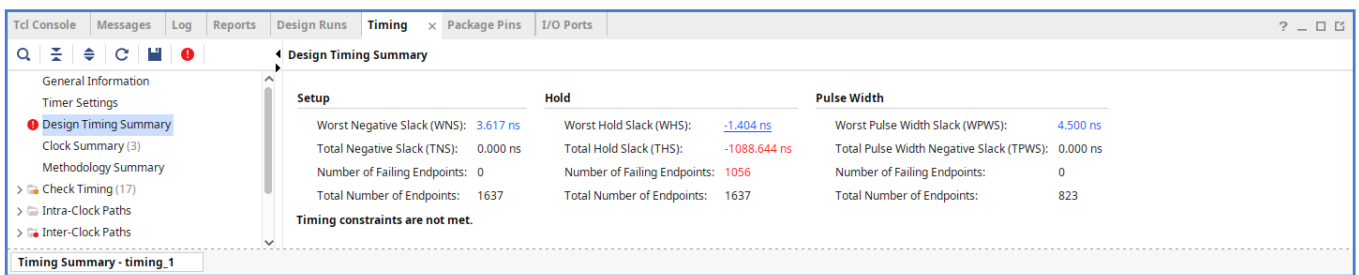 Tcl Console Messages Log Reports Design Runs Timing × Package Pins I/O Ports ?
Design Timing Summary
General Information
Timer Settings
Design Timing Summary
Clock Summary (3)
Methodology Summary
Check Timing (17)
Intra-Clock Paths
Inter-Clock Paths
Setup Hold Pulse Width
Worst Negative Slack (WNS): 3.617 ns Worst Hold Slack (WHS): -1.404 ns Worst Pulse Width Slack (WPWS): 4.500 ns
Total Negative Slack (TNS): 0.000 ns Total Hold Slack (THS): -1088.644 ns Total Pulse Width Negative Slack (TPWS): 0.000 ns
Number of Failing Endpoints: 0 Number of Failing Endpoints: 1056 Number of Failing Endpoints: 0
Total Number of Endpoints: 1637 Total Number of Endpoints: 1637 Total Number of Endpoints: 823
Timing constraints are not met.
Timing Summary - timing_1